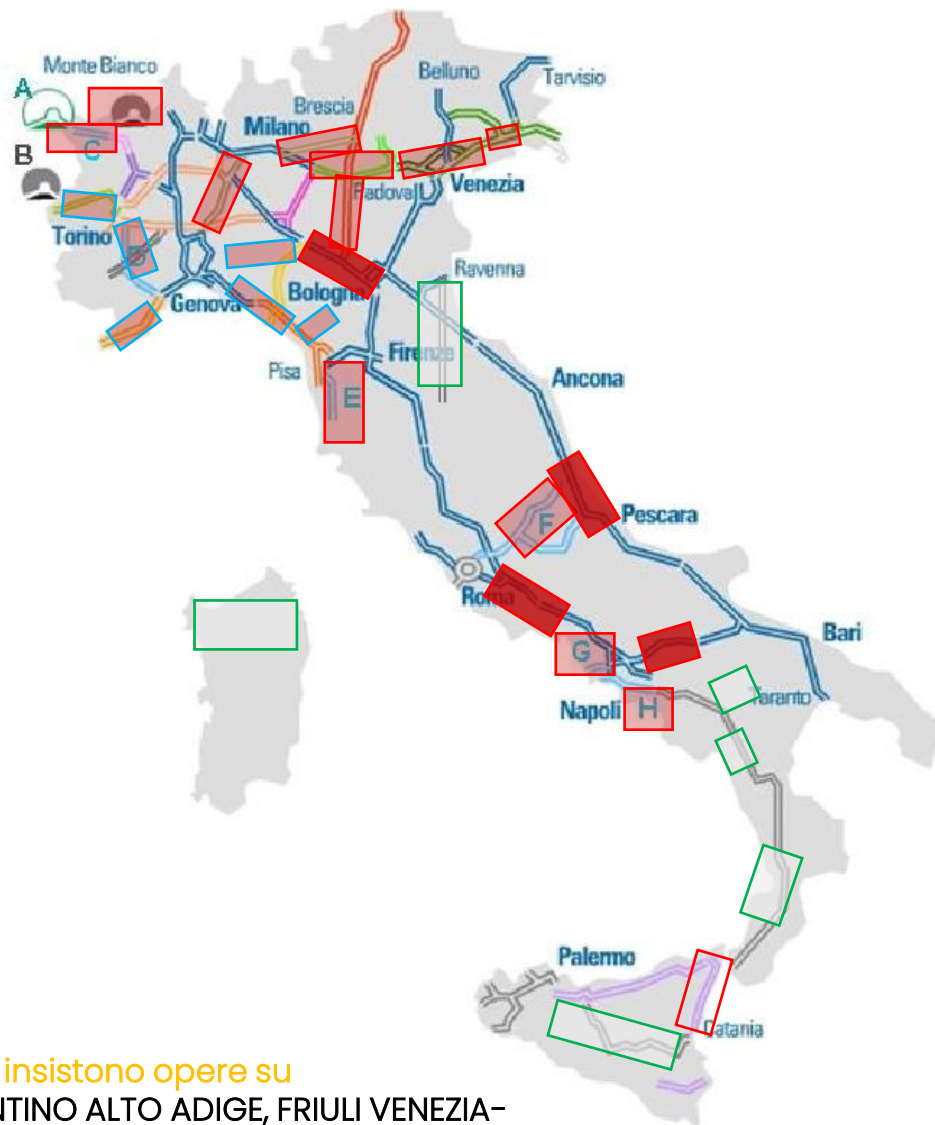 Monte Bianco
Belluno
Tarvisio
A
Brescia
Milano
C
B
Padova
Venezia
Torino
Ravenna
Genova
Bologna
Firenze
Pisa
Ancona
E
F
Pescara
Roma
Bari
G
Taranto
Napoli
H
Palermo
Catania
insistono opere su
NTINO ALTO ADIGE, FRIULI VENEZIA-